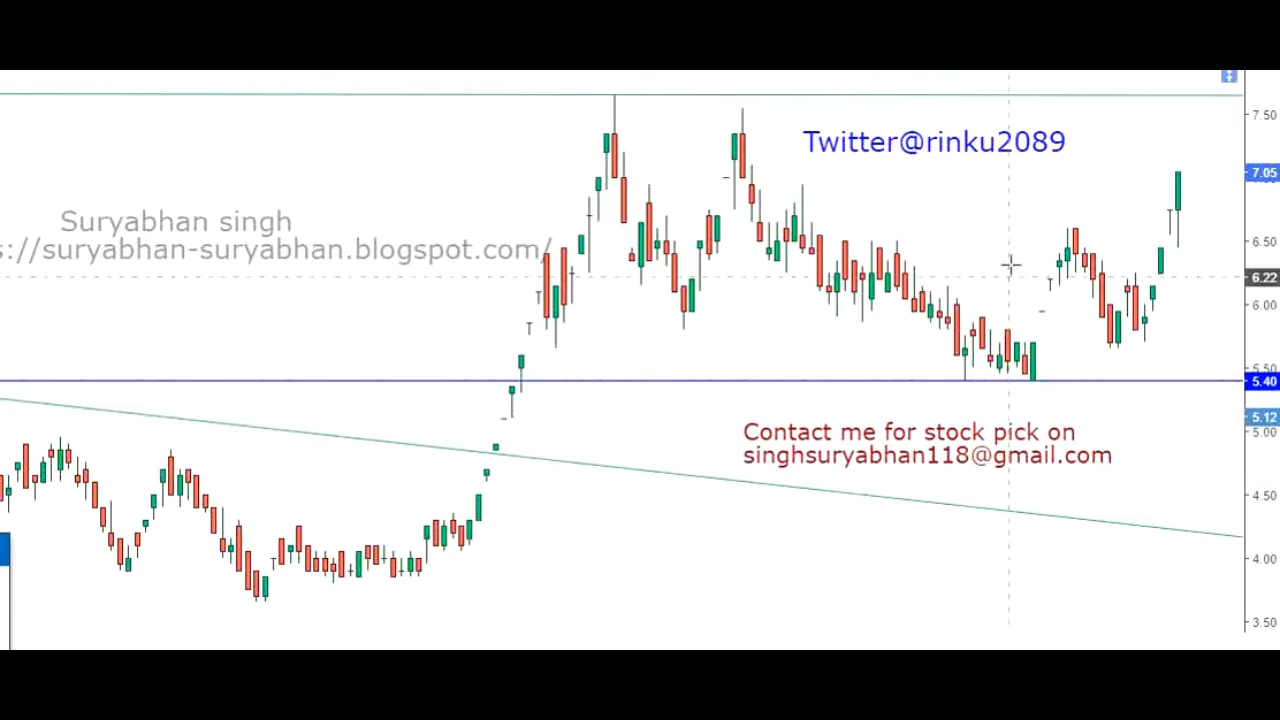 7.50
Twitter@rinku2089
7.05
Suryabhan singh
s://suryabhan-suryabhan.blogspot.com/
6.50
6.22
6.00
5.50
5.40
5.12
5.00
Contact me for stock pick on
singhsuryabhan118@gmail.com
4.50
4.00
3.50